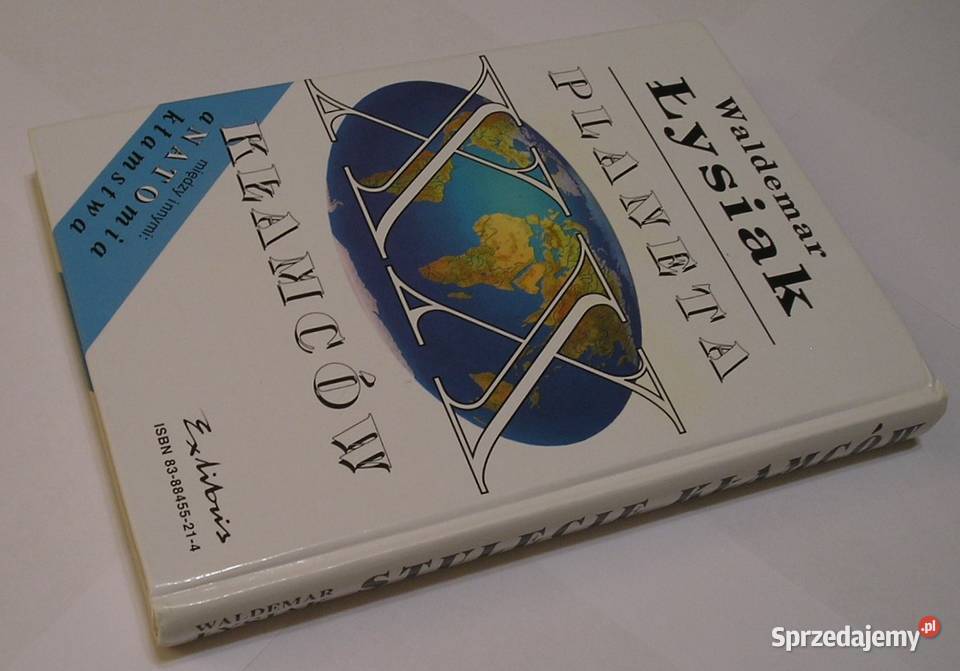 Waldemar
Łysiak
PLANETA
XX
KŁAMCÓW
między innymi:
aNATOmia
kłamstwa
Exlibris
ISBN 83-88455-21-4
WALDEMAR
ŁYSIAK
STULECIE KŁAMCÓW
Sprzedajemy.pl